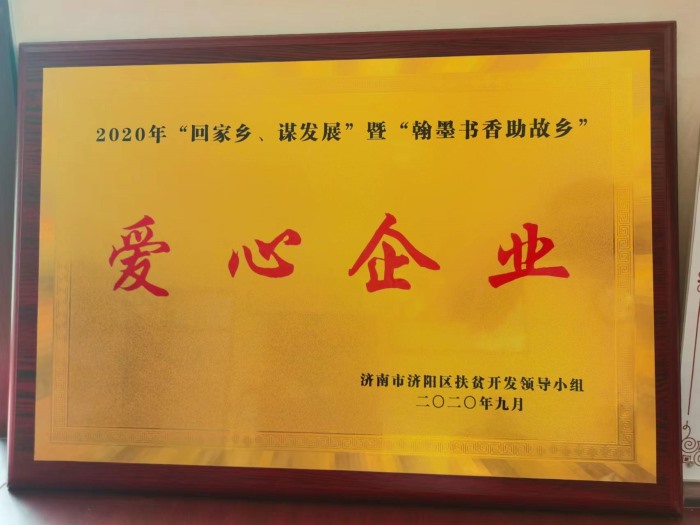 2020年“回家乡、谋发展”暨“翰墨书香助故乡”
爱心企业
济南市济阳区扶贫开发领导小组
二〇二〇年九月